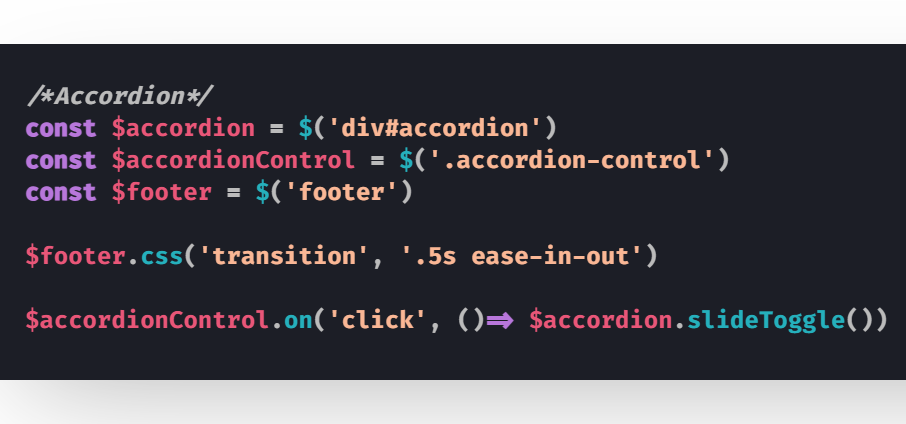 /*Accordion*/
const $accordion = $('div#accordion')
const $accordionControl = $('.accordion-control')
const $footer = $('footer')
$footer.css('transition', '.5s ease-in-out')
$accordionControl.on('click', ()=> $accordion.slideToggle())